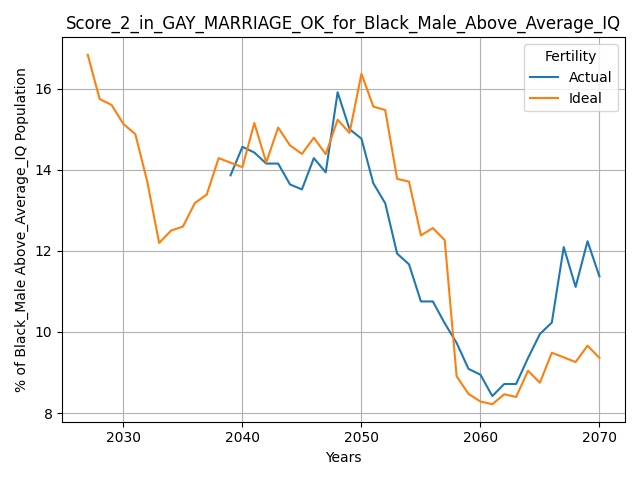 Score_2_in_GAY_MARRIAGE_OK_for_Black_Male_Above_Average_IQ
Fertility
Actual
Ideal
% of Black_Male Above_Average_IQ Population
16
14
12
10
8
2030
2040
2050
2060
2070
Years